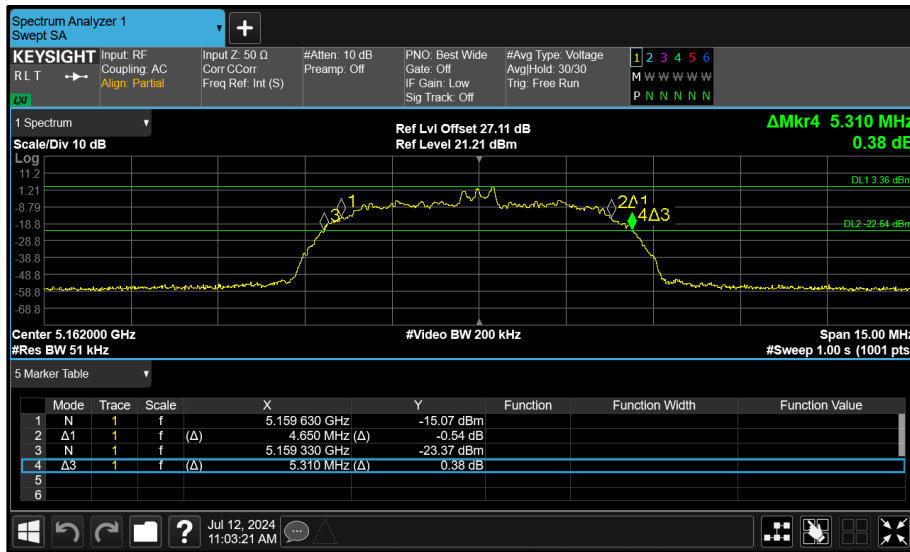 Spectrum Analyzer 1
Swept SA
KEYSIGHT
R L T
LXI
Input: RF
Coupling: AC
Align: Partial
Input Z: 50 Ω
Corr CCorr
Freq Ref: Int (S)
#Atten: 10 dB
Preamp: Off
PNO: Best Wide
Gate: Off
IF Gain: Low
Sig Track: Off
#Avg Type: Voltage
Avg|Hold: 30/30
Trig: Free Run
1 2 3 4 5 6
M W W W W W
P N N N N N
1 Spectrum
Scale/Div 10 dB
Ref Lvl Offset 27.11 dB
Ref Level 21.21 dBm
ΔMkr4 5.310 MHz
0.38 dB
Log
11.2
1.21
-8.79
-18.8
-28.8
-38.8
-48.8
-58.8
-68.8
DL1 3.36 dBm
1
3
2Δ1
4Δ3
DL2 -22.64 dBm
Center 5.162000 GHz
#Video BW 200 kHz
Span 15.00 MHz
#Res BW 51 kHz
#Sweep 1.00 s (1001 pts
5 Marker Table
Mode Trace Scale X Y Function Function Width Function Value
1 N 1 f 5.159 630 GHz -15.07 dBm
2 Δ1 1 f (Δ) 4.650 MHz (Δ) -0.54 dB
3 N 1 f 5.159 330 GHz -23.37 dBm
4 Δ3 1 f (Δ) 5.310 MHz (Δ) 0.38 dB
5
6
Jul 12, 2024
11:03:21 AM